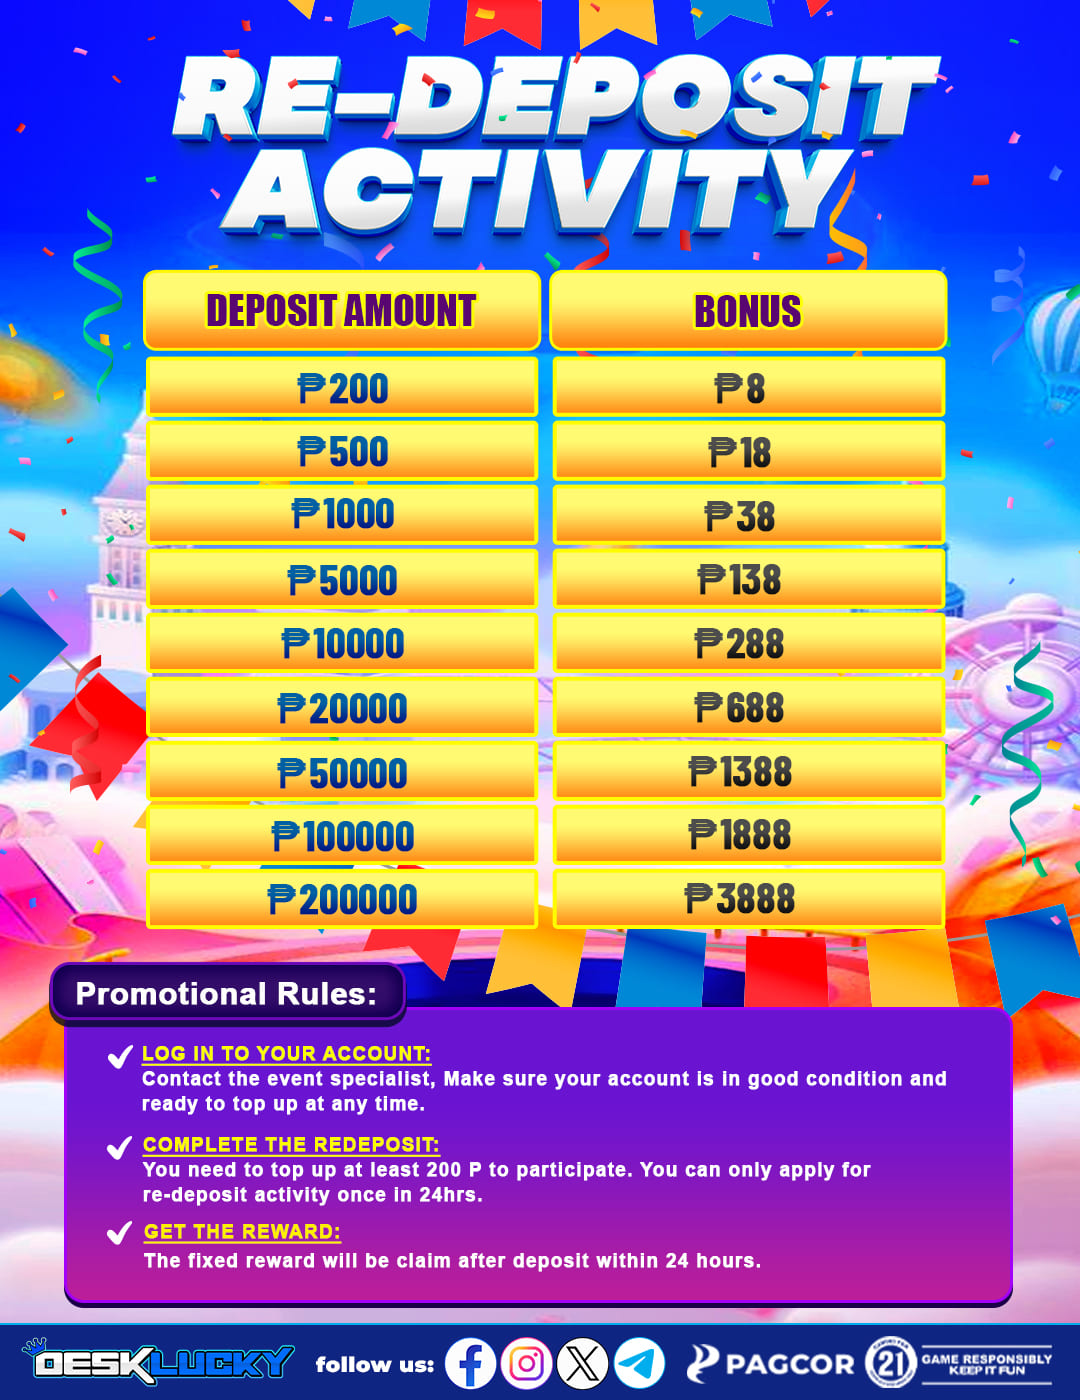 RE-DEPOSIT
ACTIVITY
DEPOSIT AMOUNT BONUS
₱200 ₱8
₱500 ₱18
₱1000 ₱38
₱5000 ₱138
₱10000 ₱288
₱20000 ₱688
₱50000 ₱1388
₱100000 ₱1888
₱200000 ₱3888
Promotional Rules:
LOG IN TO YOUR ACCOUNT:
Contact the event specialist, Make sure your account is in good condition and
ready to top up at any time.
COMPLETE THE REDEPOSIT:
You need to top up at least 200 P to participate. You can only apply for
re-deposit activity once in 24hrs.
GET THE REWARD:
The fixed reward will be claim after deposit within 24 hours.
DESKLUCKY follow us: PAGCOR 21 GAME RESPONSIBLY
KEEP IT FUN